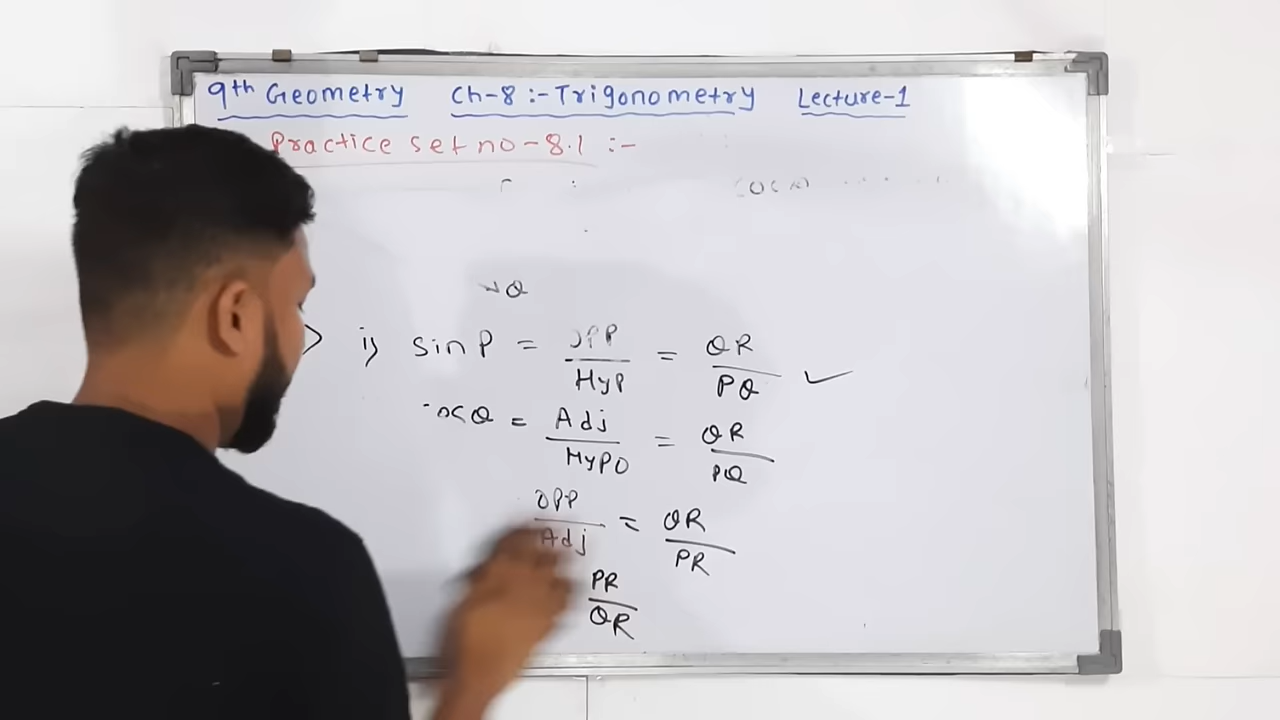 9th Geometry Ch-8 :- Trigonometry Lecture-1
Practice set no - 8.1 :-
Q
i) sin P = OPP / HyP = QR / PQ ✓
Q = Adj / HyPO = QR / PQ
OPP / Adj = QR / PR
PR / QR